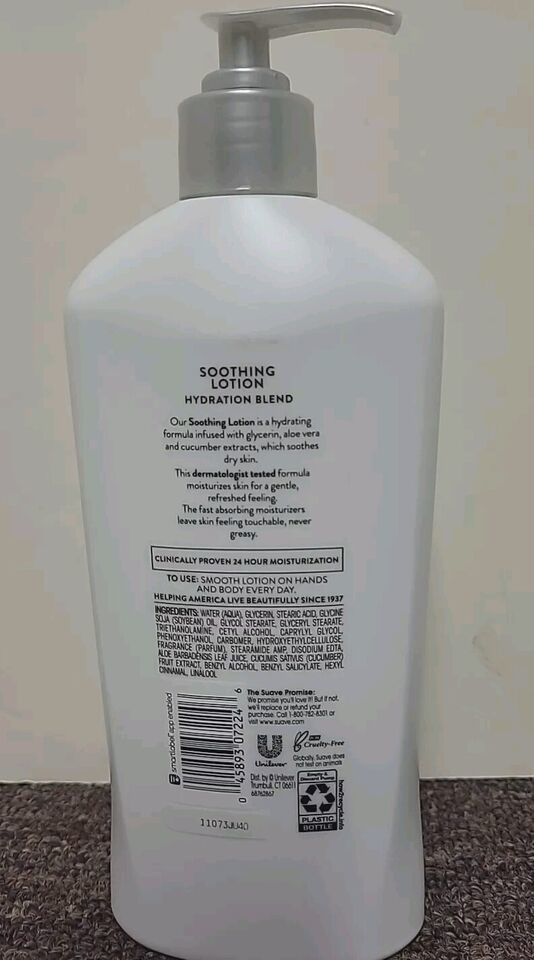 SOOTHING
LOTION
HYDRATION BLEND
Our Soothing Lotion is a hydrating
formula infused with glycerin, aloe vera
and cucumber extracts, which soothes
dry skin.
This dermatologist tested formula
moisturizes skin for a gentle,
refreshed feeling.
The fast absorbing moisturizers
leave skin feeling touchable, never
greasy.
CLINICALLY PROVEN 24 HOUR MOISTURIZATION
TO USE: SMOOTH LOTION ON HANDS
AND BODY EVERY DAY.
HELPING AMERICA LIVE BEAUTIFULLY SINCE 1937
INGREDIENTS: WATER (AQUA), GLYCERIN, STEARIC ACID, GLYCINE
SOJA (SOYBEAN) OIL, GLYCOL STEARATE, GLYCERYL STEARATE,
TRIETHANOLAMINE, CETYL ALCOHOL, CAPRYLYL GLYCOL,
PHENOXYETHANOL, CARBOMER, HYDROXYETHYLCELLULOSE,
FRAGRANCE (PARFUM), STEARAMIDE AMP, DISODIUM EDTA,
ALOE BARBADENSIS LEAF JUICE, CUCUMIS SATIVUS (CUCUMBER)
FRUIT EXTRACT, BENZYL ALCOHOL, BENZYL SALICYLATE, HEXYL
CINNAMAL, LINALOOL
smartlabel app enabled
0 45893 07224 6
The Suave Promise:
We promise you'll love it! But if not,
we'll replace or refund your
purchase. Call 1-800-782-8301 or
visit www.suave.com
Unilever
Cruelty-Free
Globally, Suave does
not test on animals
Dist. by © Unilever
Trumbull, CT 06611
68762867
Empty &
Discard Pump
PLASTIC
BOTTLE
how2recycle.info
11073JU40